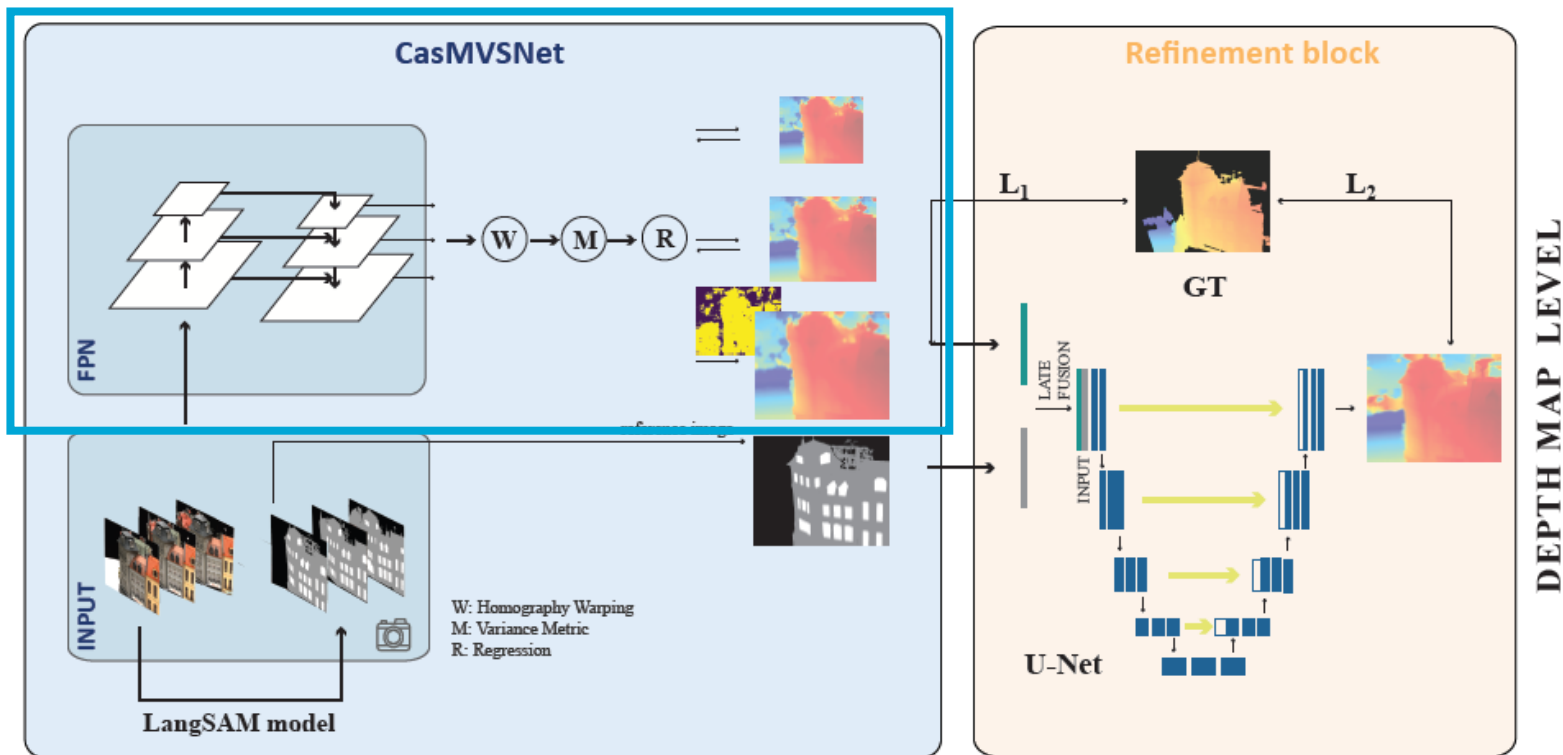 CasMVSNet
Refinement block
FPN
W
M
R
L1
L2
GT
LATE
FUSION
INPUT
U-Net
DEPTH MAP LEVEL
INPUT
W: Homography Warping
M: Variance Metric
R: Regression
LangSAM model